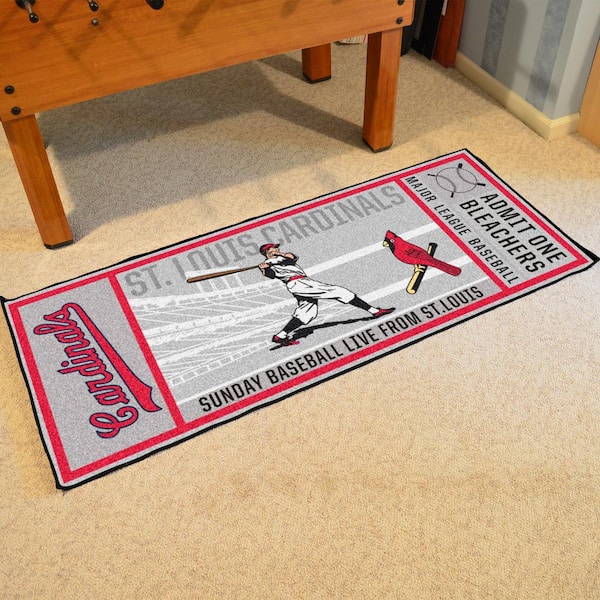 Cardinals
ST. LOUIS CARDINALS
SUNDAY BASEBALL LIVE FROM ST.LOUIS
ADMIT ONE
BLEACHERS
MAJOR LEAGUE BASEBALL